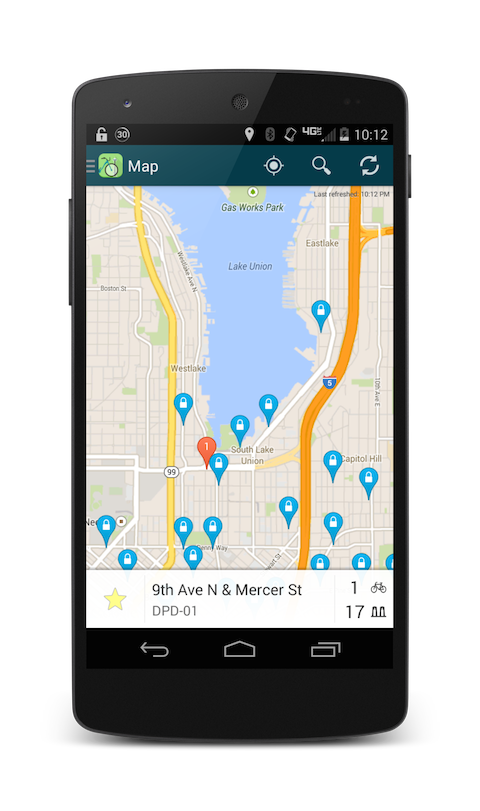 30
4G LTE
10:12
Map
Last refreshed: 10:12 PM
Gas Works Park
Eastlake
Westlake Ave N
Lake Union
Boston St
5
10th Ave E
Westlake
1
South Lake
Union
Capitol Hill
99
9th Ave N & Mercer St
1
DPD-01
17